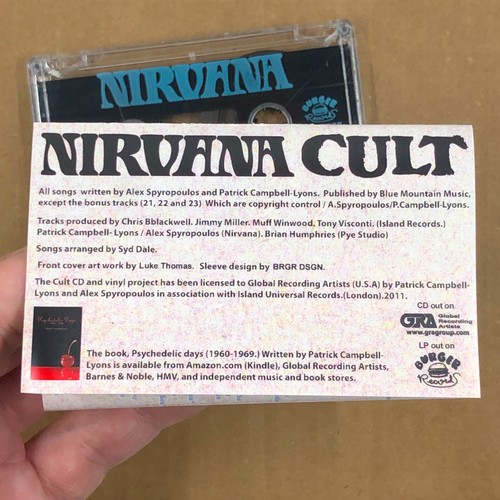 NIRVANA
BURGER
Records
NIRVANA CULT
All songs written by Alex Spyropoulos and Patrick Campbell-Lyons. Published by Blue Mountain Music,
except the bonus tracks (21, 22 and 23) Which are copyright control / A.Spyropoulos/P.Campbell-Lyons.
Tracks produced by Chris Bblackwell. Jimmy Miller. Muff Winwood, Tony Visconti. (Island Records.)
Patrick Campbell- Lyons / Alex Spyropoulos (Nirvana). Brian Humphries (Pye Studio)
Songs arranged by Syd Dale.
Front cover art work by Luke Thomas. Sleeve design by BRGR DSGN.
The Cult CD and vinyl project has been licensed to Global Recording Artists (U.S.A) by Patrick Campbell-
Lyons and Alex Spyropoulos in association with Island Universal Records.(London).2011.
CD out on
GRA Global
Recording
Artists
www.gragroup.com
LP out on
BURGER
Records
Psychedelic Days
The book, Psychedelic days (1960-1969.) Written by Patrick Campbell-
Lyons is available from Amazon.com (Kindle), Global Recording Artists,
Barnes & Noble, HMV, and independent music and book stores.